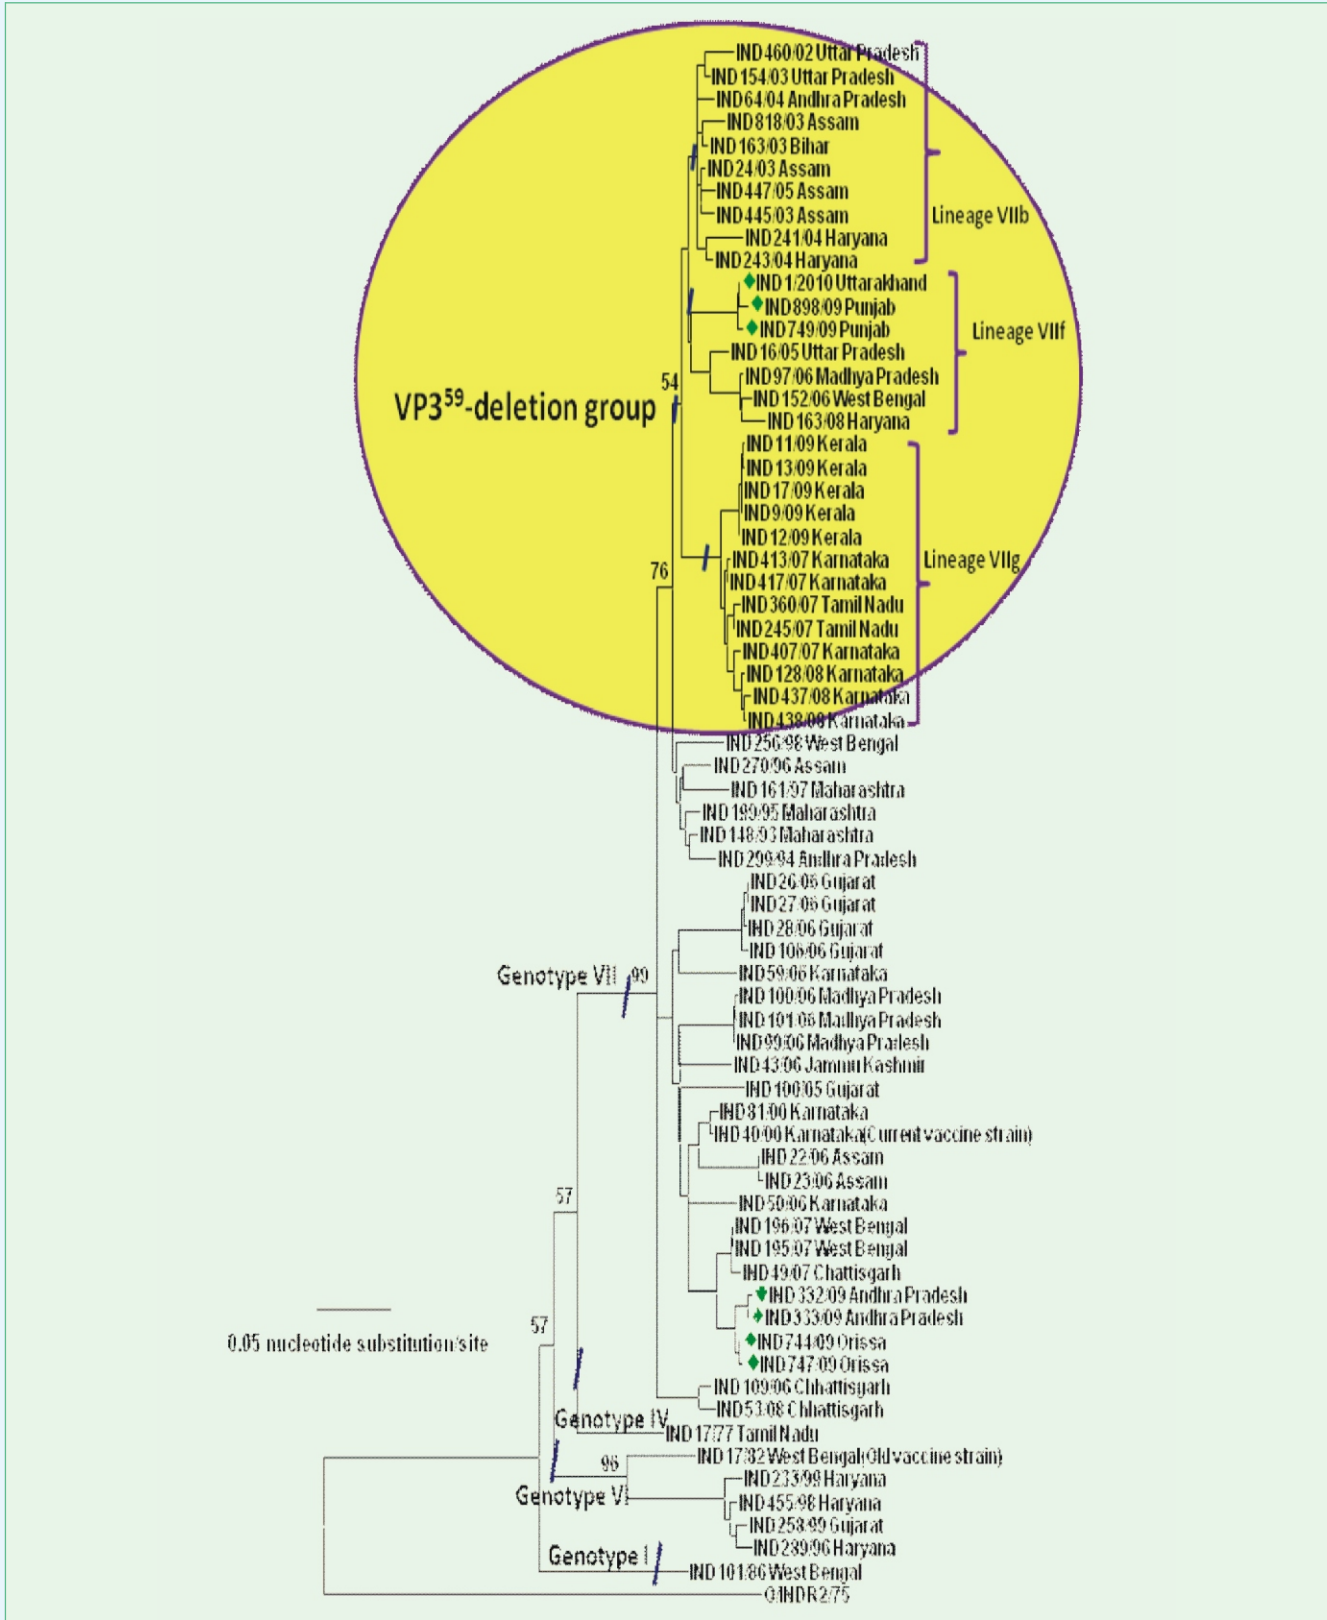 IND 460/02 Uttar Pradesh
IND 154/03 Uttar Pradesh
IND 64/04 Andhra Pradesh
IND 818/03 Assam
IND 163/03 Bihar
IND 24/03 Assam
IND 447/05 Assam
IND 445/03 Assam
Lineage VIIb
IND 241/04 Haryana
IND 243/04 Haryana
IND 1/2010 Uttarakhand
IND 898/09 Punjab
IND 749/09 Punjab
Lineage VIIf
IND 16/05 Uttar Pradesh
IND 97/06 Madhya Pradesh
54
IND 152/06 West Bengal
VP3⁵⁹-deletion group
IND 163/08 Haryana
IND 11/09 Kerala
IND 13/09 Kerala
IND 17/09 Kerala
IND 9/09 Kerala
IND 12/09 Kerala
IND 413/07 Karnataka
Lineage VIIg
76
IND 417/07 Karnataka
IND 360/07 Tamil Nadu
IND 245/07 Tamil Nadu
IND 407/07 Karnataka
IND 128/08 Karnataka
IND 437/08 Karnataka
IND 438/08 Karnataka
IND 256/98 West Bengal
IND 270/96 Assam
IND 161/97 Maharashtra
IND 199/95 Maharashtra
IND 148/93 Maharashtra
IND 299/94 Andhra Pradesh
IND 26/06 Gujarat
IND 27/06 Gujarat
IND 28/06 Gujarat
IND 106/06 Gujarat
Genotype VII
99
IND 59/06 Karnataka
IND 100/06 Madhya Pradesh
IND 101/06 Madhya Pradesh
IND 99/06 Madhya Pradesh
IND 43/06 Jammu Kashmir
IND 100/05 Gujarat
IND 81/00 Karnataka
IND 40/00 Karnataka(Current vaccine strain)
IND 22/06 Assam
IND 23/06 Assam
57
IND 50/06 Karnataka
IND 196/07 West Bengal
IND 195/07 West Bengal
IND 49/07 Chattisgarh
IND 332/09 Andhra Pradesh
IND 333/09 Andhra Pradesh
57
0.05 nucleotide substitution/site
IND 744/09 Orissa
IND 747/09 Orissa
IND 109/06 Chhattisgarh
IND 53/08 Chhattisgarh
Genotype IV
IND 17/77 Tamil Nadu
IND 17/82 West Bengal(Old vaccine strain)
96
IND 233/99 Haryana
Genotype VI
IND 455/98 Haryana
IND 258/99 Gujarat
IND 289/96 Haryana
Genotype I
IND 101/86 West Bengal
O/INDR2/75